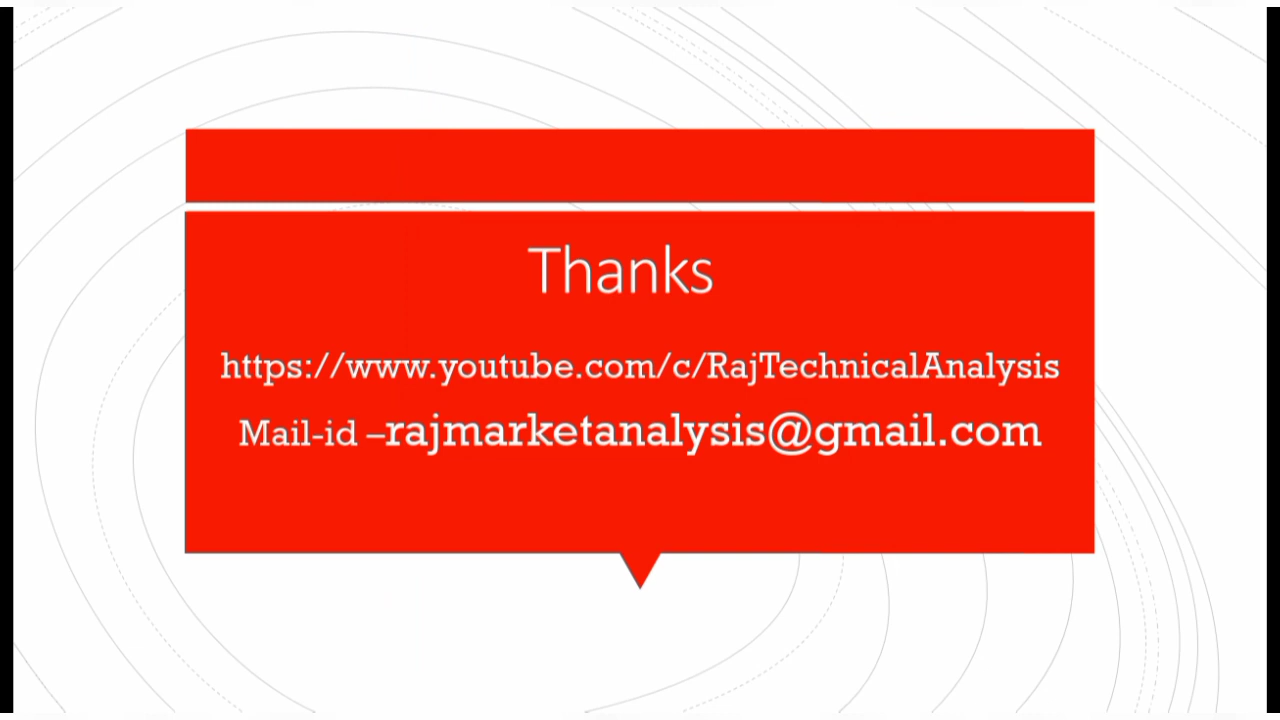 Thanks
https://www.youtube.com/c/RajTechnicalAnalysis
Mail-id –rajmarketanalysis@gmail.com